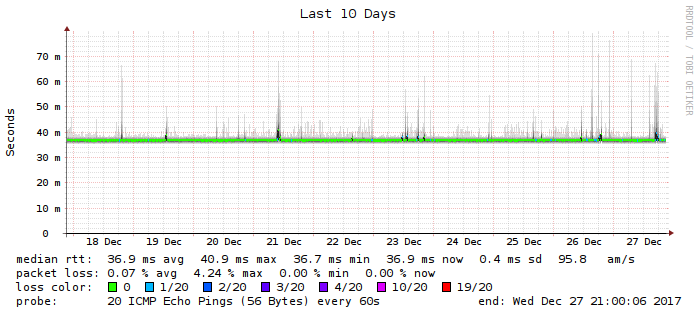 Last 10 Days
RRDTOOL / TOBI OETIKER
Seconds
70 m
60 m
50 m
40 m
30 m
20 m
10 m
0
18 Dec 19 Dec 20 Dec 21 Dec 22 Dec 23 Dec 24 Dec 25 Dec 26 Dec 27 Dec
median rtt: 36.9 ms avg 40.9 ms max 36.7 ms min 36.9 ms now 0.4 ms sd 95.8 am/s
packet loss: 0.07 % avg 4.24 % max 0.00 % min 0.00 % now
loss color: 0 1/20 2/20 3/20 4/20 10/20 19/20
probe: 20 ICMP Echo Pings (56 Bytes) every 60s end: Wed Dec 27 21:00:06 2017